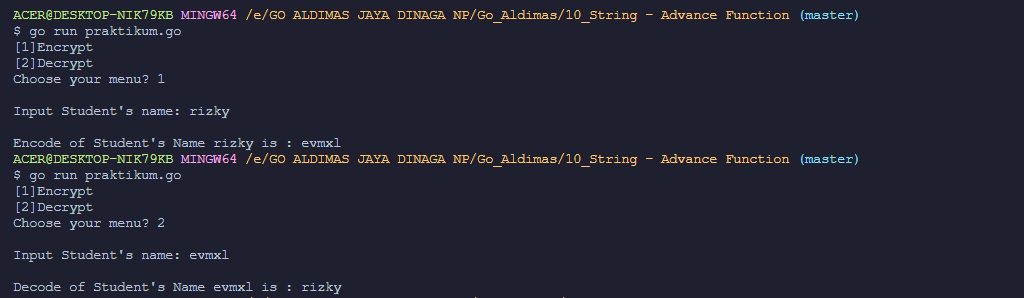 ACER@DESKTOP-NIK79KB MINGW64 /e/GO ALDIMAS JAYA DINAGA NP/Go_Aldimas/10_String - Advance Function (master)
$ go run praktikum.go
[1]Encrypt
[2]Decrypt
Choose your menu? 1
Input Student's name: rizky
Encode of Student's Name rizky is : evmxl
ACER@DESKTOP-NIK79KB MINGW64 /e/GO ALDIMAS JAYA DINAGA NP/Go_Aldimas/10_String - Advance Function (master)
$ go run praktikum.go
[1]Encrypt
[2]Decrypt
Choose your menu? 2
Input Student's name: evmxl
Decode of Student's Name evmxl is : rizky